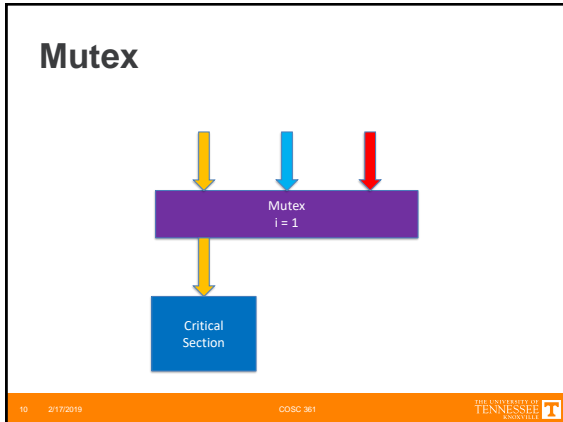 Mutex
Mutex
i = 1
Critical
Section
10 2/17/2019 COSC 361
THE UNIVERSITY OF
TENNESSEE T
KNOXVILLE